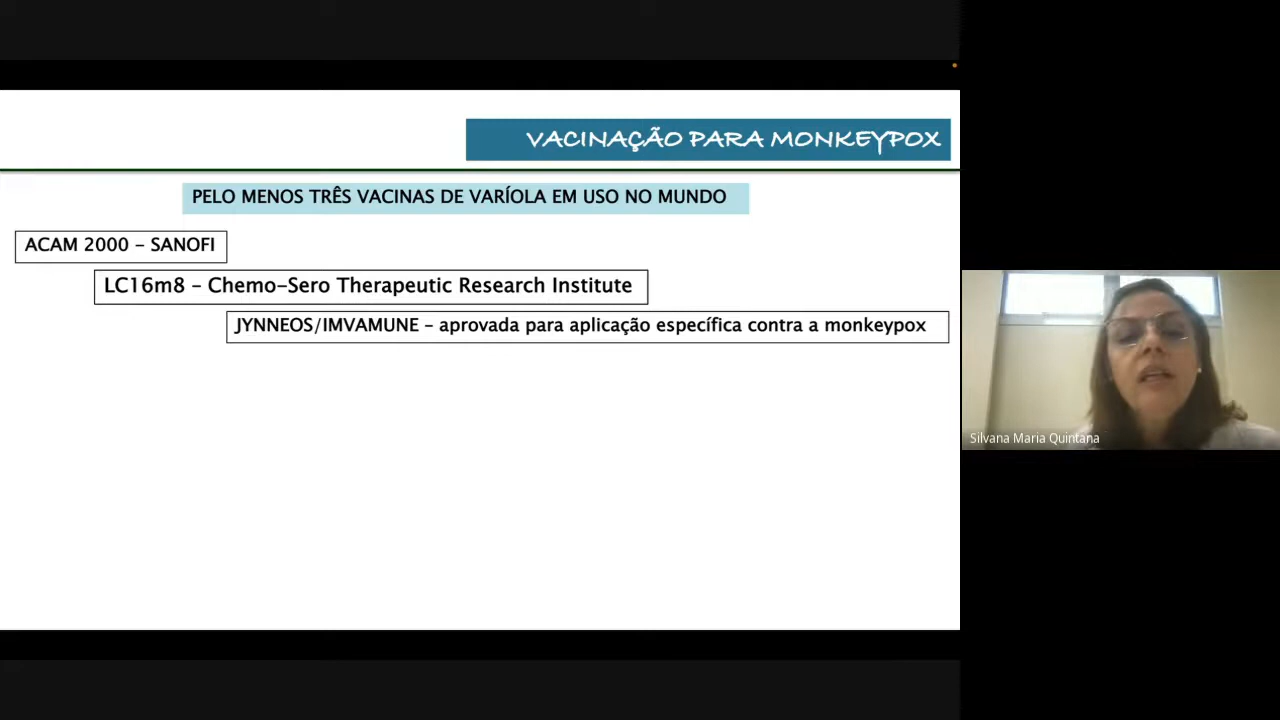 VACINAÇÃO PARA MONKEYPOX
PELO MENOS TRÊS VACINAS DE VARÍOLA EM USO NO MUNDO
ACAM 2000 – SANOFI
LC16m8 – Chemo-Sero Therapeutic Research Institute
JYNNEOS/IMVAMUNE – aprovada para aplicação específica contra a monkeypox
Silvana Maria Quintana